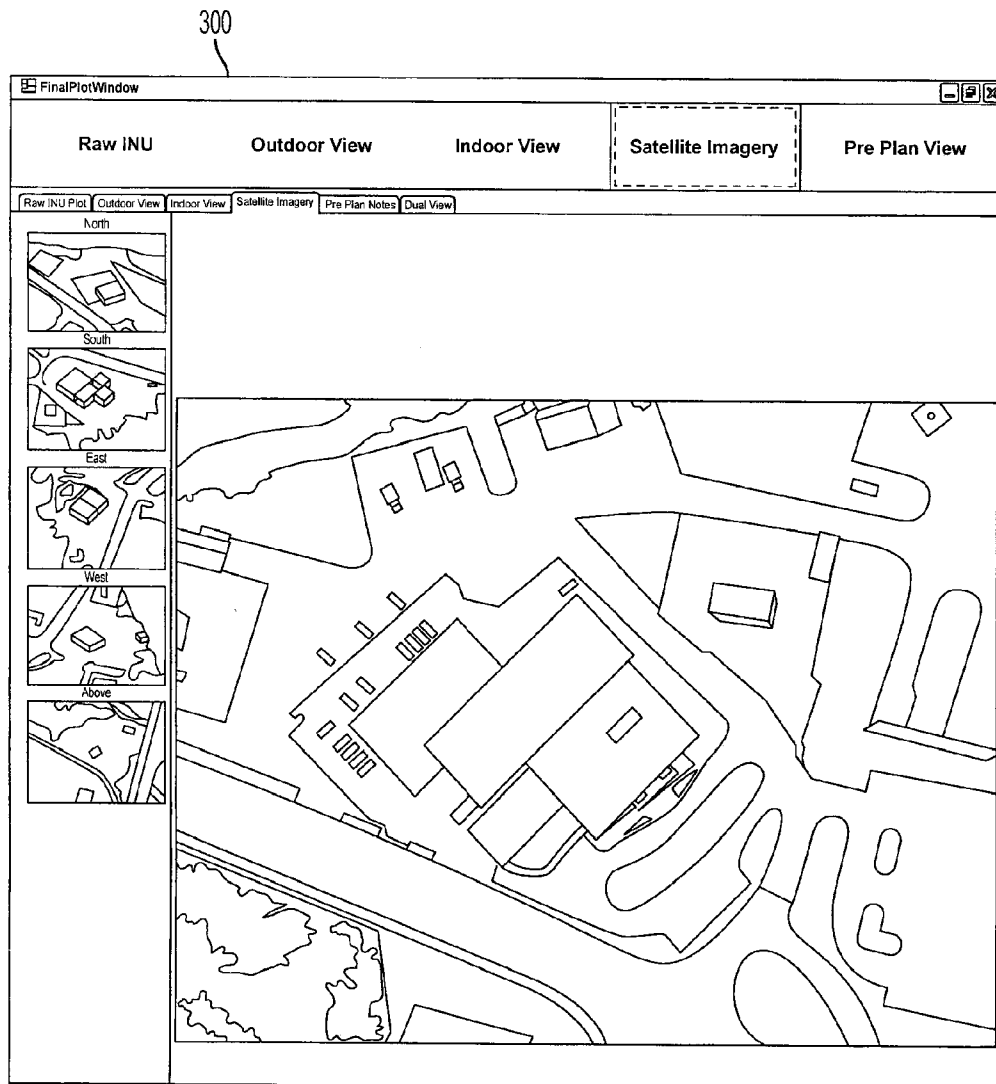 300
FinalPlotWindow
Raw INU Outdoor View Indoor View Satellite Imagery Pre Plan View
Raw INU Plot Outdoor View Indoor View Satellite Imagery Pre Plan Notes Dual View
North
South
East
West
Above